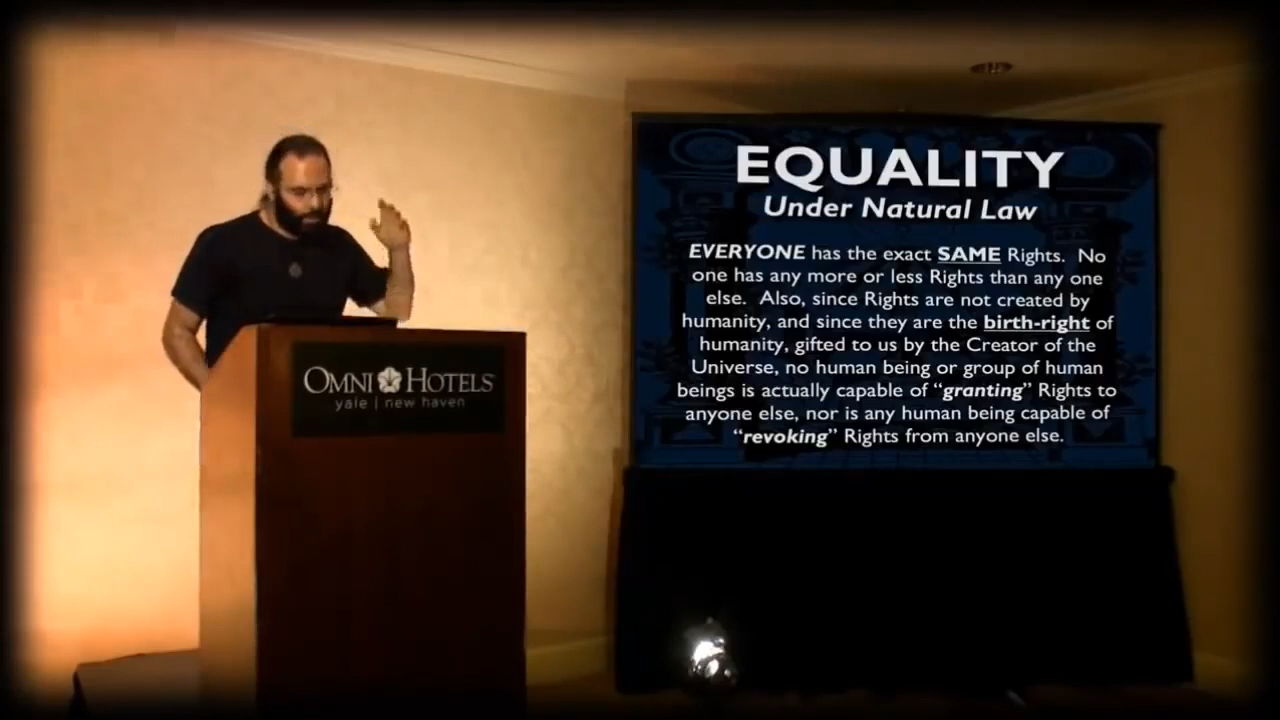 EQUALITY
Under Natural Law
EVERYONE has the exact SAME Rights. No
one has any more or less Rights than any one
else. Also, since Rights are not created by
humanity, and since they are the birth-right of
humanity, gifted to us by the Creator of the
Universe, no human being or group of human
beings is actually capable of “granting” Rights to
anyone else, nor is any human being capable of
“revoking” Rights from anyone else.
OMNI HOTELS
yale | new haven